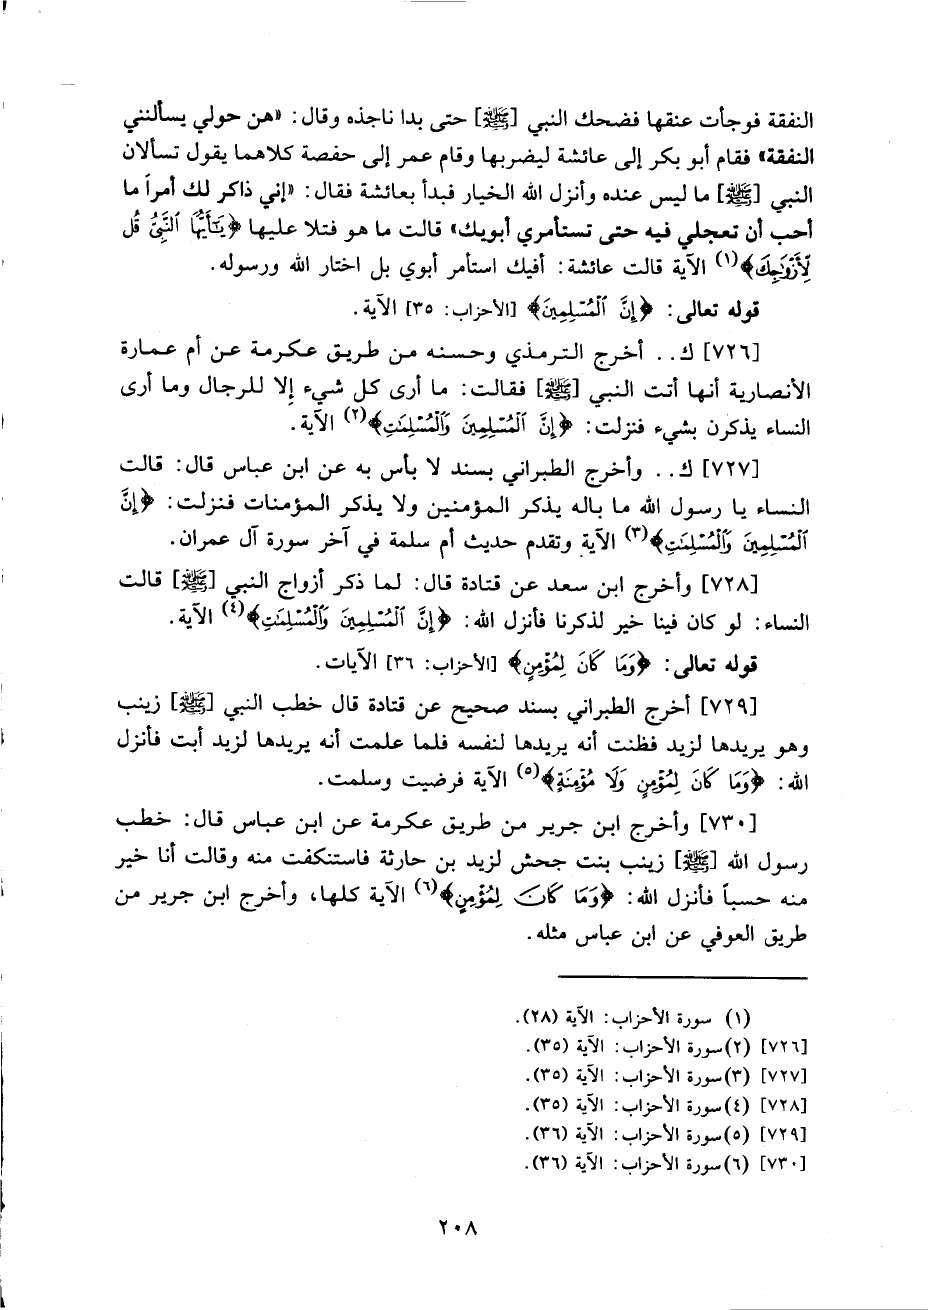 النفقة فوجأت عنقها فضحك النبي [ﷺ] حتى بدا ناجذه وقال: «هن حولي يسألنني
النفقة» فقام أبو بكر إلى عائشة ليضربها وقام عمر إلى حفصة كلاهما يقول تسألان
النبي [ﷺ] ما ليس عنده وأنزل الله الخيار فبدأ بعائشة فقال: «إني ذاكر لك أمراً ما
أحب أن تعجلي فيه حتى تستأمري أبويك» قالت ما هو فتلا عليها ﴿يَٰٓأَيُّهَا ٱلنَّبِىُّ قُل
لِّأَزْوَٰجِكَ﴾(١) الآية قالت عائشة: أفيك استأمر أبوي بل اختار الله ورسوله.
قوله تعالى: ﴿إِنَّ ٱلْمُسْلِمِينَ﴾ [الأحزاب: ٣٥] الآية.
[٧٢٦] ك.. أخرج الترمذي وحسنه من طريق عكرمة عن أم عمارة
الأنصارية أنها أتت النبي [ﷺ] فقالت: ما أرى كل شيء إلا للرجال وما أرى
النساء يذكرن بشيء فنزلت: ﴿إِنَّ ٱلْمُسْلِمِينَ وَٱلْمُسْلِمَٰتِ﴾(٢) الآية.
[٧٢٧] ك.. وأخرج الطبراني بسند لا بأس به عن ابن عباس قال: قالت
النساء يا رسول الله ما باله يذكر المؤمنين ولا يذكر المؤمنات فنزلت: ﴿إِنَّ
ٱلْمُسْلِمِينَ وَٱلْمُسْلِمَٰتِ﴾(٣) الآية وتقدم حديث أم سلمة في آخر سورة آل عمران.
[٧٢٨] وأخرج ابن سعد عن قتادة قال: لما ذكر أزواج النبي [ﷺ] قالت
النساء: لو كان فينا خير لذكرنا فأنزل الله: ﴿إِنَّ ٱلْمُسْلِمِينَ وَٱلْمُسْلِمَٰتِ﴾(٤) الآية.
قوله تعالى: ﴿وَمَا كَانَ لِمُؤْمِنٍ﴾ [الأحزاب: ٣٦] الآيات.
[٧٢٩] أخرج الطبراني بسند صحيح عن قتادة قال خطب النبي [ﷺ] زينب
وهو يريدها لزيد فظنت أنه يريدها لنفسه فلما علمت أنه يريدها لزيد أبت فأنزل
الله: ﴿وَمَا كَانَ لِمُؤْمِنٍ وَلَا مُؤْمِنَةٍ﴾(٥) الآية فرضيت وسلمت.
[٧٣٠] وأخرج ابن جرير من طريق عكرمة عن ابن عباس قال: خطب
رسول الله [ﷺ] زينب بنت جحش لزيد بن حارثة فاستنكفت منه وقالت أنا خير
منه حسباً فأنزل الله: ﴿وَمَا كَانَ لِمُؤْمِنٍ﴾(٦) الآية كلها، وأخرج ابن جرير من
طريق العوفي عن ابن عباس مثله.
(١) سورة الأحزاب: الآية (٢٨).
[٧٢٦] (٢) سورة الأحزاب: الآية (٣٥).
[٧٢٧] (٣) سورة الأحزاب: الآية (٣٥).
[٧٢٨] (٤) سورة الأحزاب: الآية (٣٥).
[٧٢٩] (٥) سورة الأحزاب: الآية (٣٦).
[٧٣٠] (٦) سورة الأحزاب: الآية (٣٦).
٢٠٨